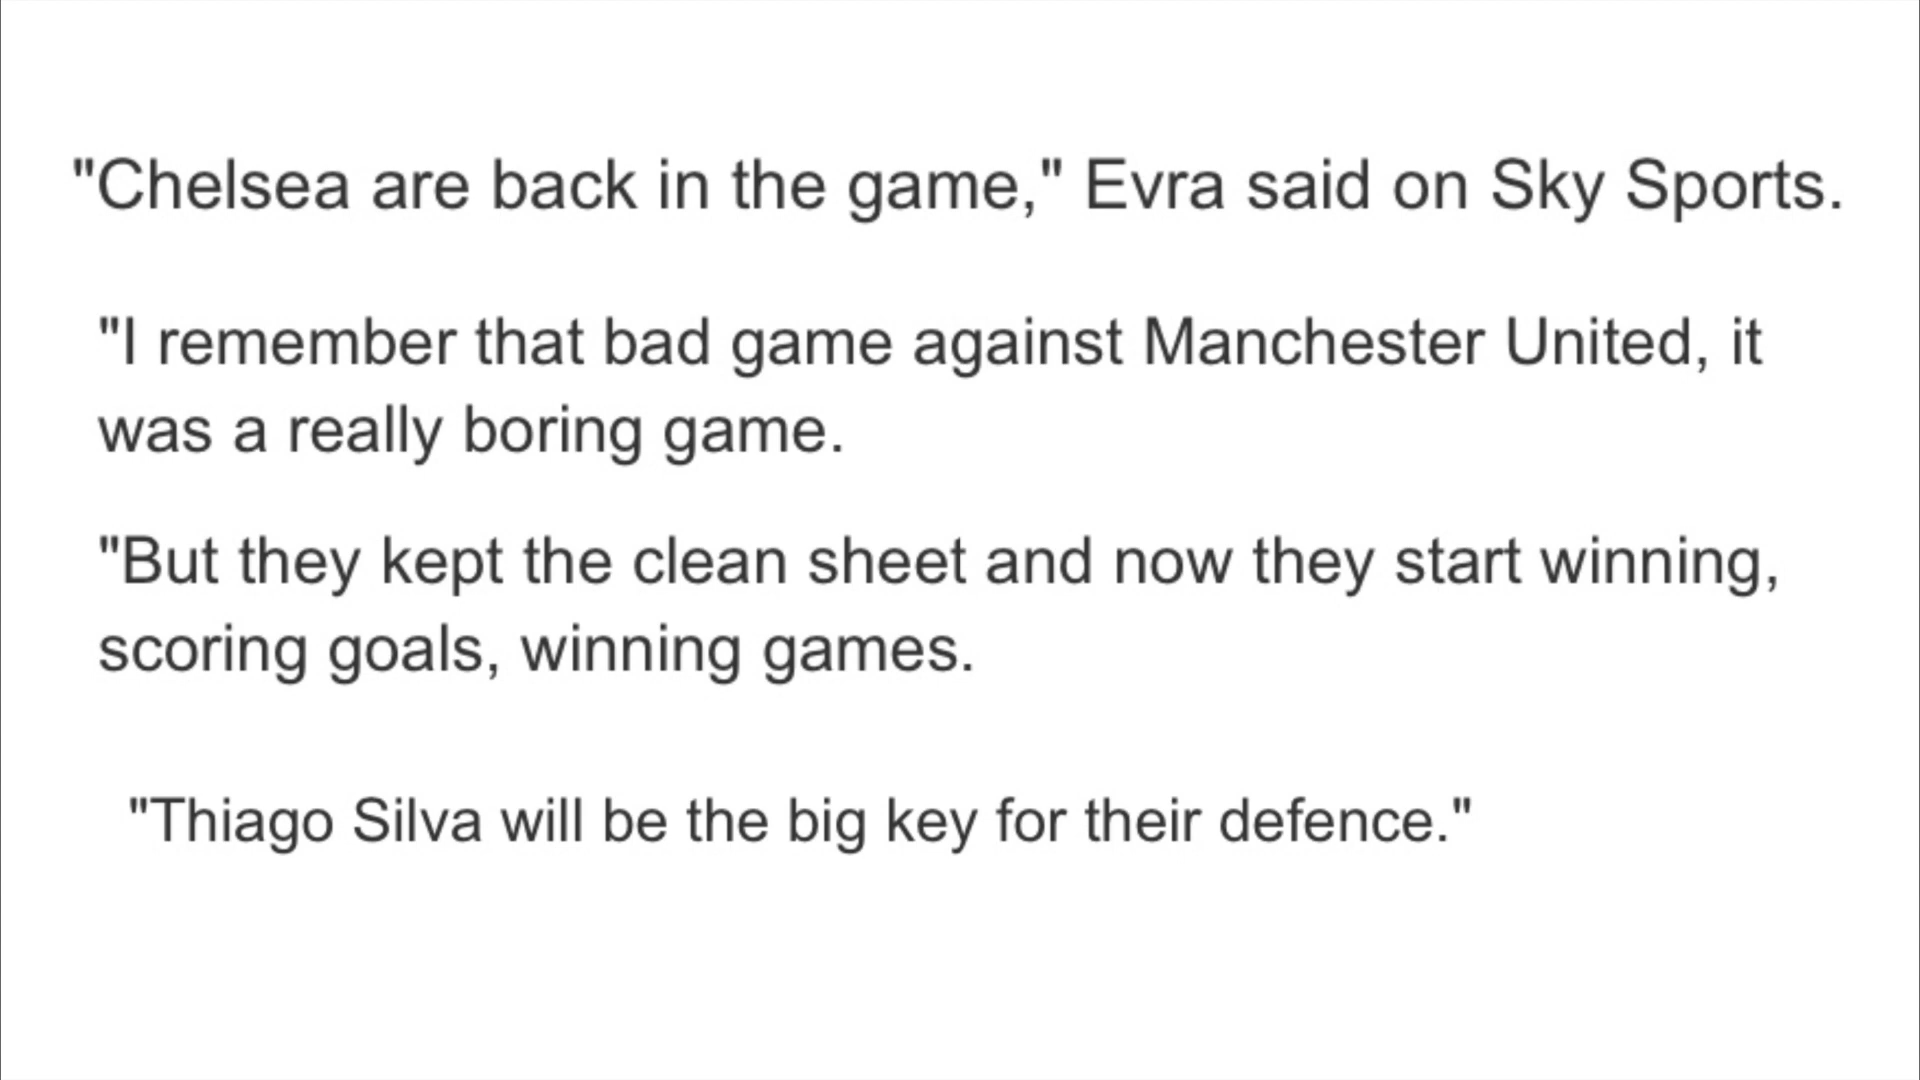 "Chelsea are back in the game," Evra said on Sky Sports.
"I remember that bad game against Manchester United, it
was a really boring game.
"But they kept the clean sheet and now they start winning,
scoring goals, winning games.
"Thiago Silva will be the big key for their defence."